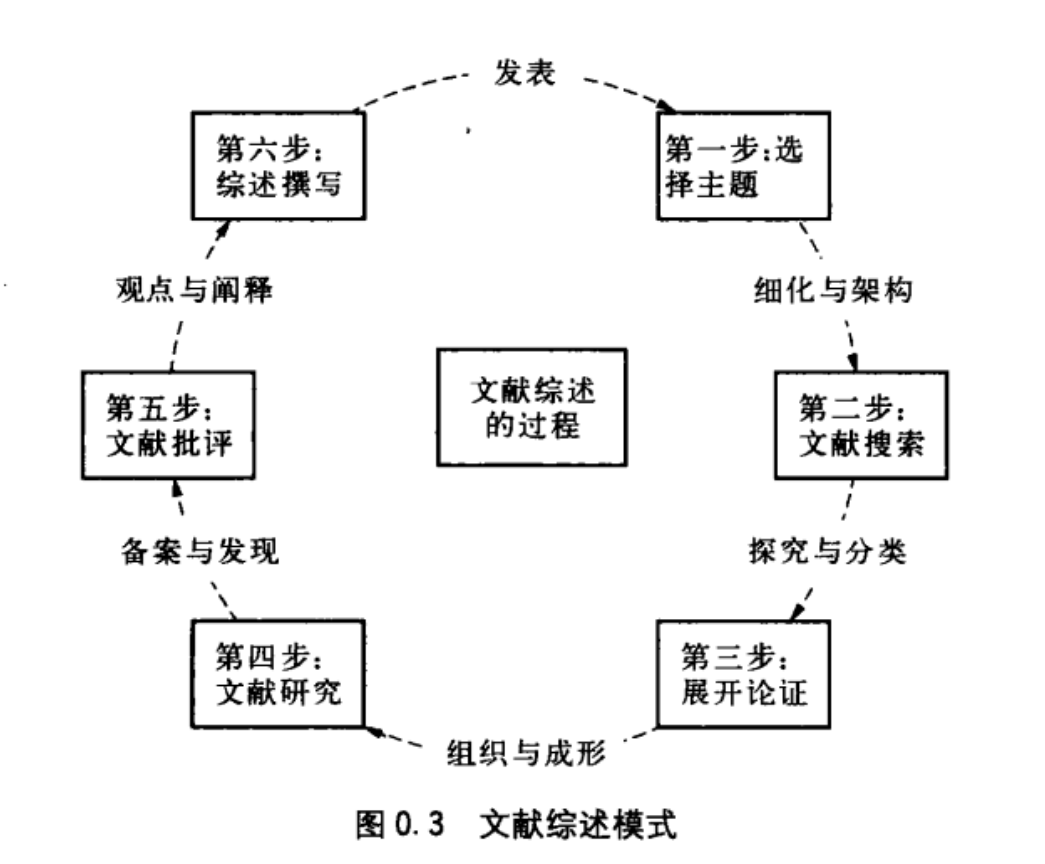 发表
第六步：
综述撰写
第一步：选
择主题
观点与阐释
细化与架构
文献综述
的过程
第五步：
文献批评
第二步：
文献搜索
备案与发现
探究与分类
第四步：
文献研究
第三步：
展开论证
组织与成形
图0.3 文献综述模式